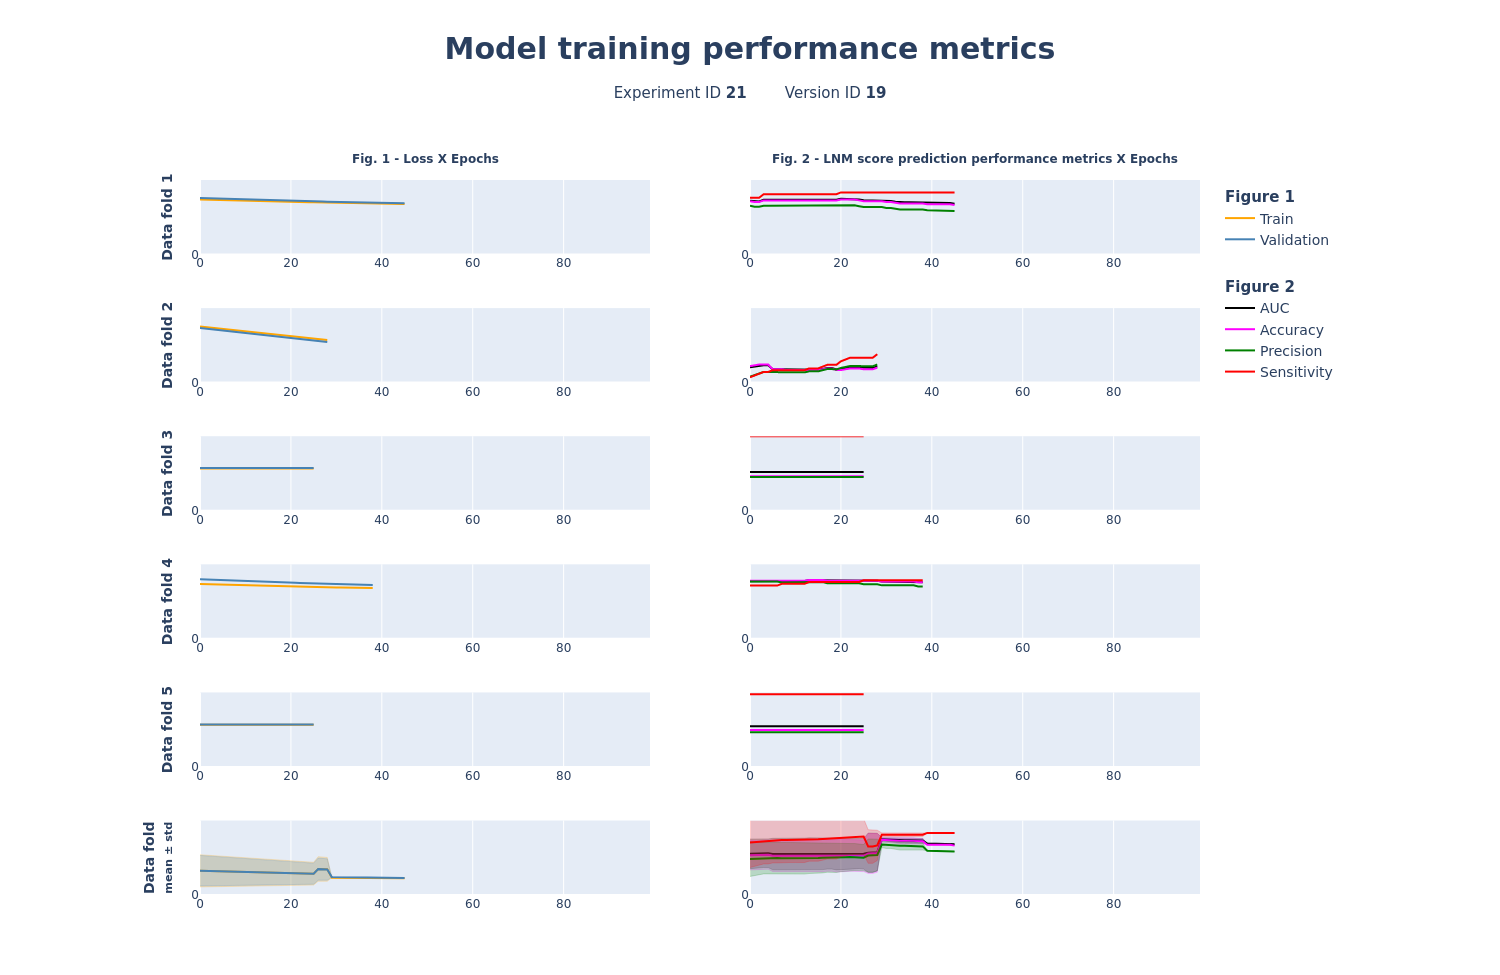 Model training performance metrics
Experiment ID 21 Version ID 19
Fig. 1 - Loss X Epochs
Fig. 2 - LNM score prediction performance metrics X Epochs
Data fold 1
0
0 20 40 60 80
0
0 20 40 60 80
Figure 1
Train
Validation
Figure 2
AUC
Accuracy
Precision
Sensitivity
Data fold 2
0
0 20 40 60 80
0
0 20 40 60 80
Data fold 3
0
0 20 40 60 80
0
0 20 40 60 80
Data fold 4
0
0 20 40 60 80
0
0 20 40 60 80
Data fold 5
0
0 20 40 60 80
0
0 20 40 60 80
Data fold
mean ± std
0
0 20 40 60 80
0
0 20 40 60 80